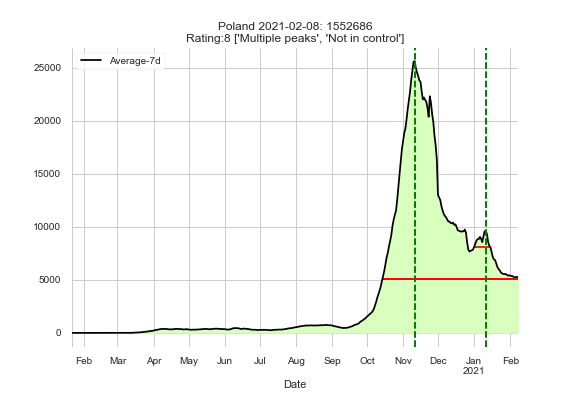 Poland 2021-02-08: 1552686
Rating:8 ['Multiple peaks', 'Not in control']
Average-7d
25000
20000
15000
10000
5000
0
Feb Mar Apr May Jun Jul Aug Sep Oct Nov Dec Jan Feb
2021
Date